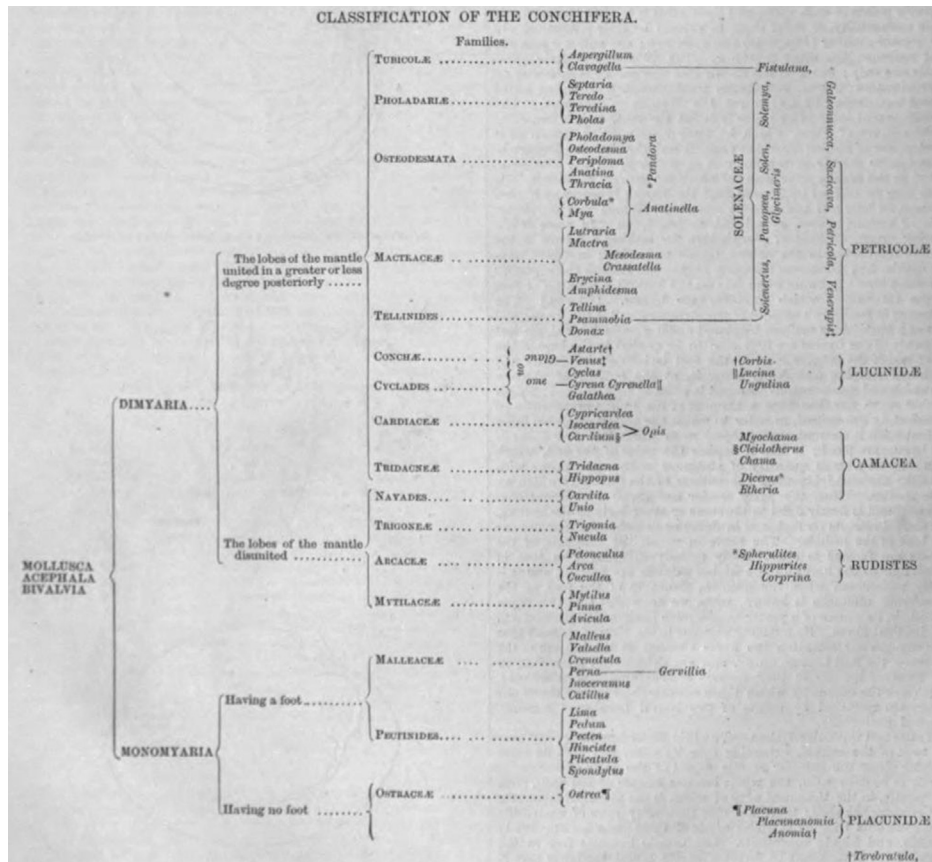 CLASSIFICATION OF THE CONCHIFERA.
Families.
MOLLUSCA
ACEPHALA
BIVALVIA
DIMYARIA....
The lobes of the mantle
united in a greater or less
degree posteriorly ......
TUBICOLÆ ................
Aspergillum
Clavagella
Fistulana,
PHOLADARIÆ ..............
Septaria
Teredo
Teredina
Pholas
OSTEODESMATA ............
Pholadomya
Osteodesma
Periploma
Anatina
Thracia
*Pandora
Corbula*
Mya
Anatinella
MACTRACEÆ ................
Lutraria
Mactra
Mesodesma
Crassatella
Erycina
Amphidesma
TELLINIDES ................
Tellina
Psammobia
Donax
SOLENACEÆ
Solenertus, Panopœa, Solen, Solemya,
Glycimeris
Galeonnucca, Saxicava, Petricola, Venerupis‡
PETRICOLÆ
CONCHÆ..........
Astarte†
Venus‡
CYCLADES ........
Cyclas
Cyrena Cyrenella||
Galathea
†Corbis
||Lucina
Ungulina
LUCINIDÆ
CARDIACEÆ ..............
Cypricardea
Isocardea
Cardium§
Opis
TRIDACNEÆ ..............
Tridacna
Hippopus
Myochama
§Cleidotherus
Chama
Diceras*
Etheria
CAMACEA
The lobes of the mantle
disunited ............
NAYADES..................
Cardita
Unio
TRIGONEÆ ................
Trigonia
Nucula
ARCACEÆ ................
Petonculus
Arca
Cucullea
*Spherulites
Hippurites
Corprina
RUDISTES
MYTILACEÆ ..............
Mytilus
Pinna
Avicula
MONOMYARIA
Having a foot...........
MALLEACEÆ ..............
Malleus
Valsella
Crenatula
Perna
Inoceramus
Catillus
Gervillia
PECTINIDES..............
Lima
Pedum
Pecten
Hinnites
Plicatula
Spondylus
Having no foot ......
OSTRACEÆ ................
Ostrea¶
¶Placuna
Placunanomia
Anomia†
PLACUNIDÆ
†Terebratula,